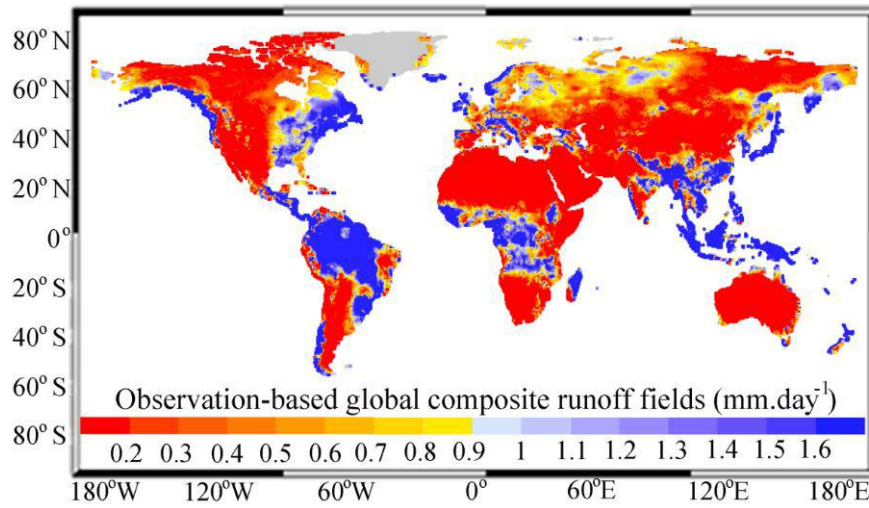 80° N
60° N
40° N
20° N
0°
20° S
40° S
60° S
80° S
Observation-based global composite runoff fields (mm.day⁻¹)
0.2 0.3 0.4 0.5 0.6 0.7 0.8 0.9 1 1.1 1.2 1.3 1.4 1.5 1.6
180°W 120°W 60°W 0° 60°E 120°E 180°E